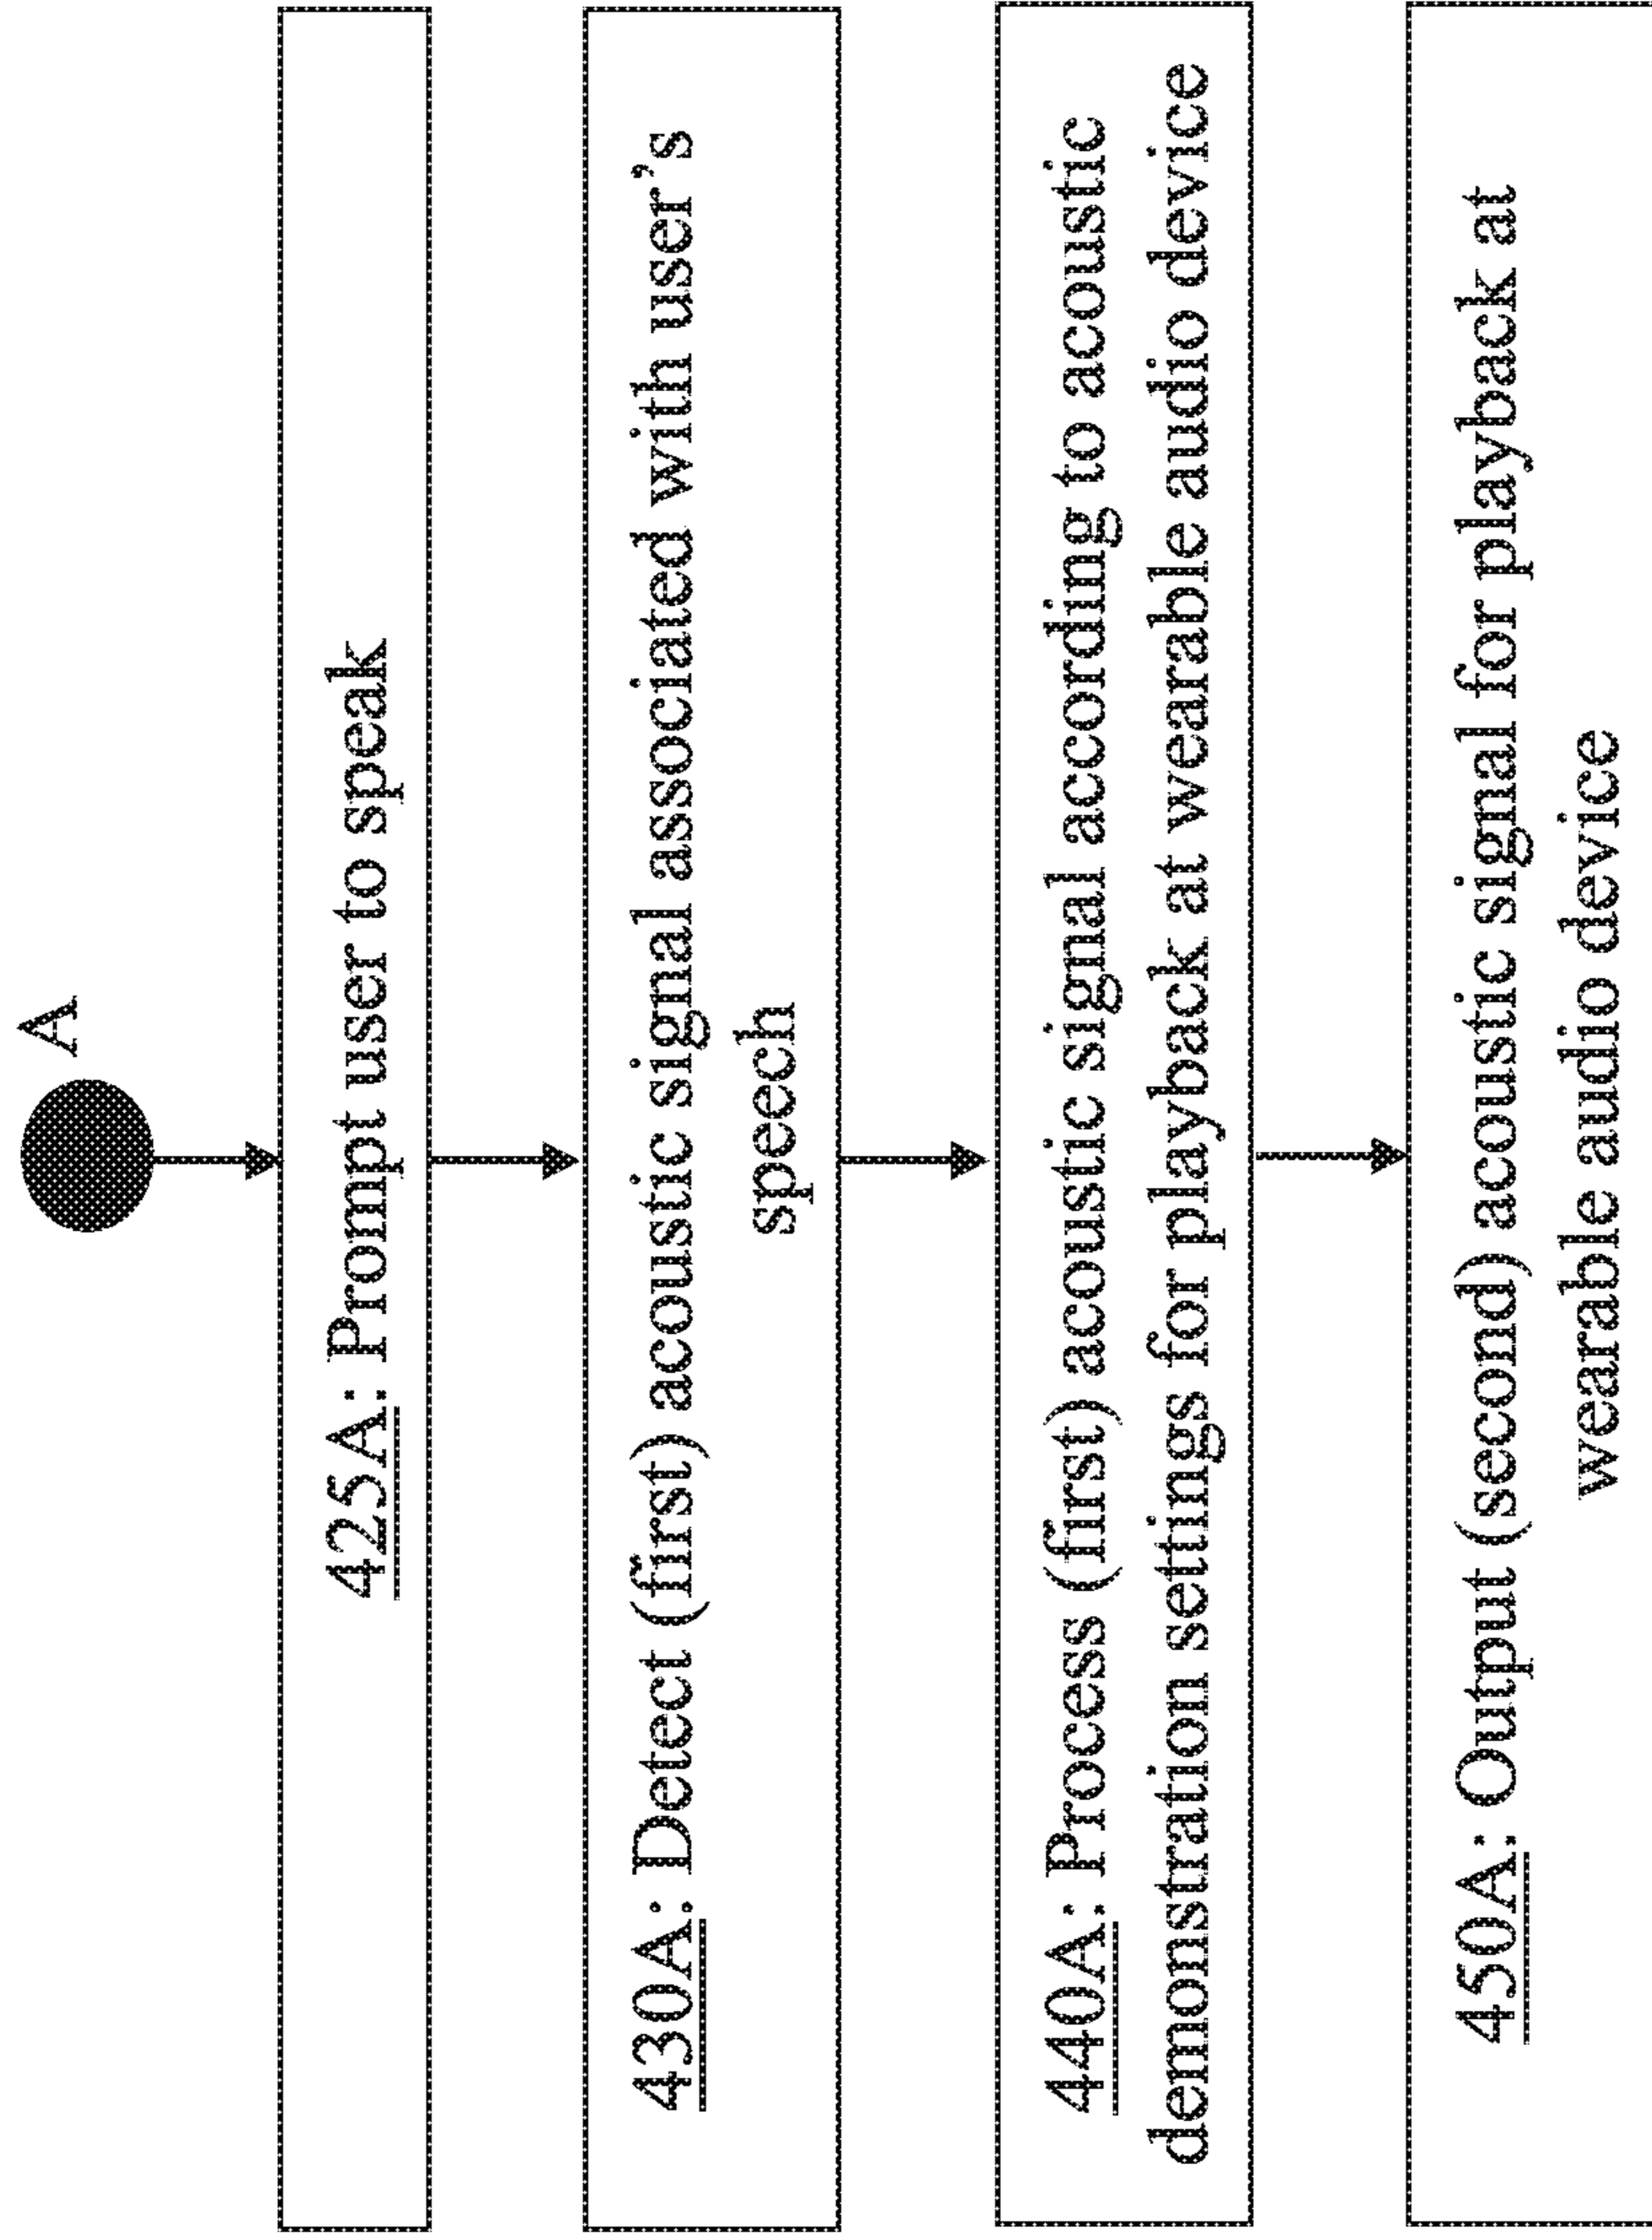 A
425A: Prompt user to speak
430A: Detect (first) acoustic signal associated with user's
speech
440A: Process (first) acoustic signal according to acoustic
demonstration settings for playback at wearable audio device
450A: Output (second) acoustic signal for playback at
wearable audio device